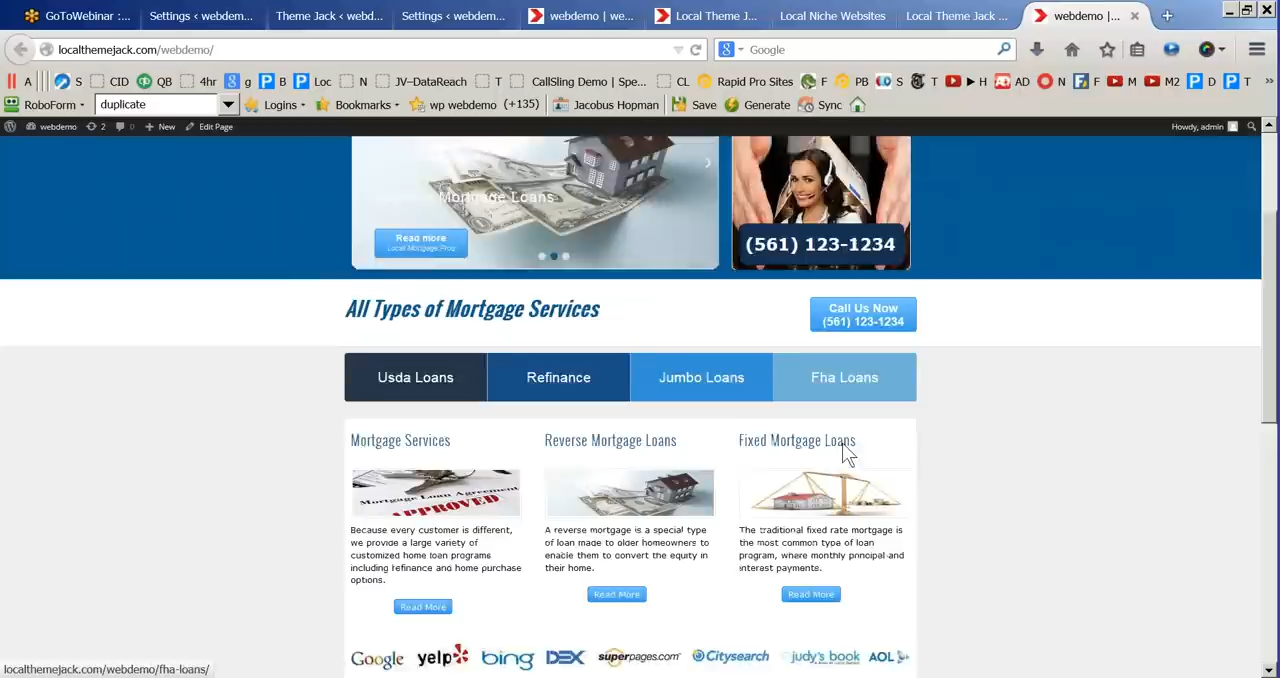 GoToWebinar : ...
Settings ‹ webdem...
Theme Jack ‹ webd...
Settings ‹ webdem...
webdemo | we...
Local Theme J...
Local Niche Websites
Local Theme Jack ...
webdemo |...
localthemejack.com/webdemo/
Google
A
S
CID
QB
4hr
g
B
Loc
N
JV--DataReach
T
CallSling Demo | Spe...
CL
Rapid Pro Sites
F
PB
S
T
H
AD
N
F
M
M2
D
T
RoboForm
duplicate
Logins
Bookmarks
wp webdemo (+135)
Jacobus Hopman
Save
Generate
Sync
webdemo
2
0
New
Edit Page
Howdy, admin
Mortgage Loans
Read more
Local Mortgage Pros
(561) 123-1234
All Types of Mortgage Services
Call Us Now
(561) 123-1234
Usda Loans
Refinance
Jumbo Loans
Fha Loans
Mortgage Services
Reverse Mortgage Loans
Fixed Mortgage Loans
Mortgage Loan Agreement
APPROVED
Because every customer is different,
we provide a large variety of
customized home loan programs
including refinance and home purchase
options.
Read More
A reverse mortgage is a special type
of loan made to older homeowners to
enable them to convert the equity in
their home.
Read More
The traditional fixed rate mortgage is
the most common type of loan
program, where monthly principal and
interest payments.
Read More
Google
yelp
bing
DEX
superpages.com
Citysearch
judy's book
AOL
localthemejack.com/webdemo/fha-loans/